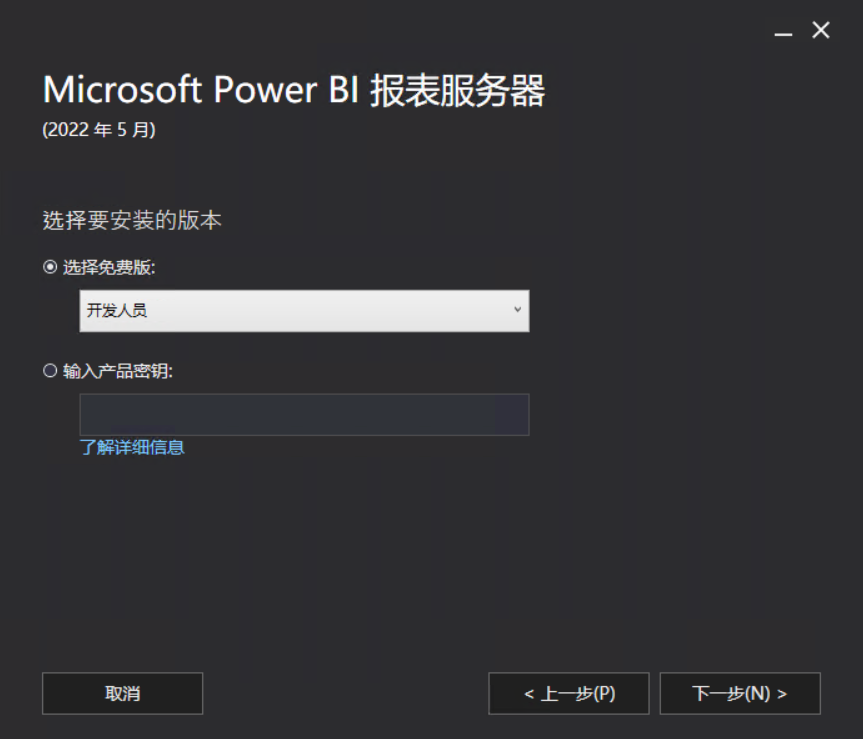 Microsoft Power BI 报表服务器
(2022 年 5 月)
选择要安装的版本
选择免费版:
开发人员
输入产品密钥:
了解详细信息
取消
< 上一步(P)
下一步(N) >